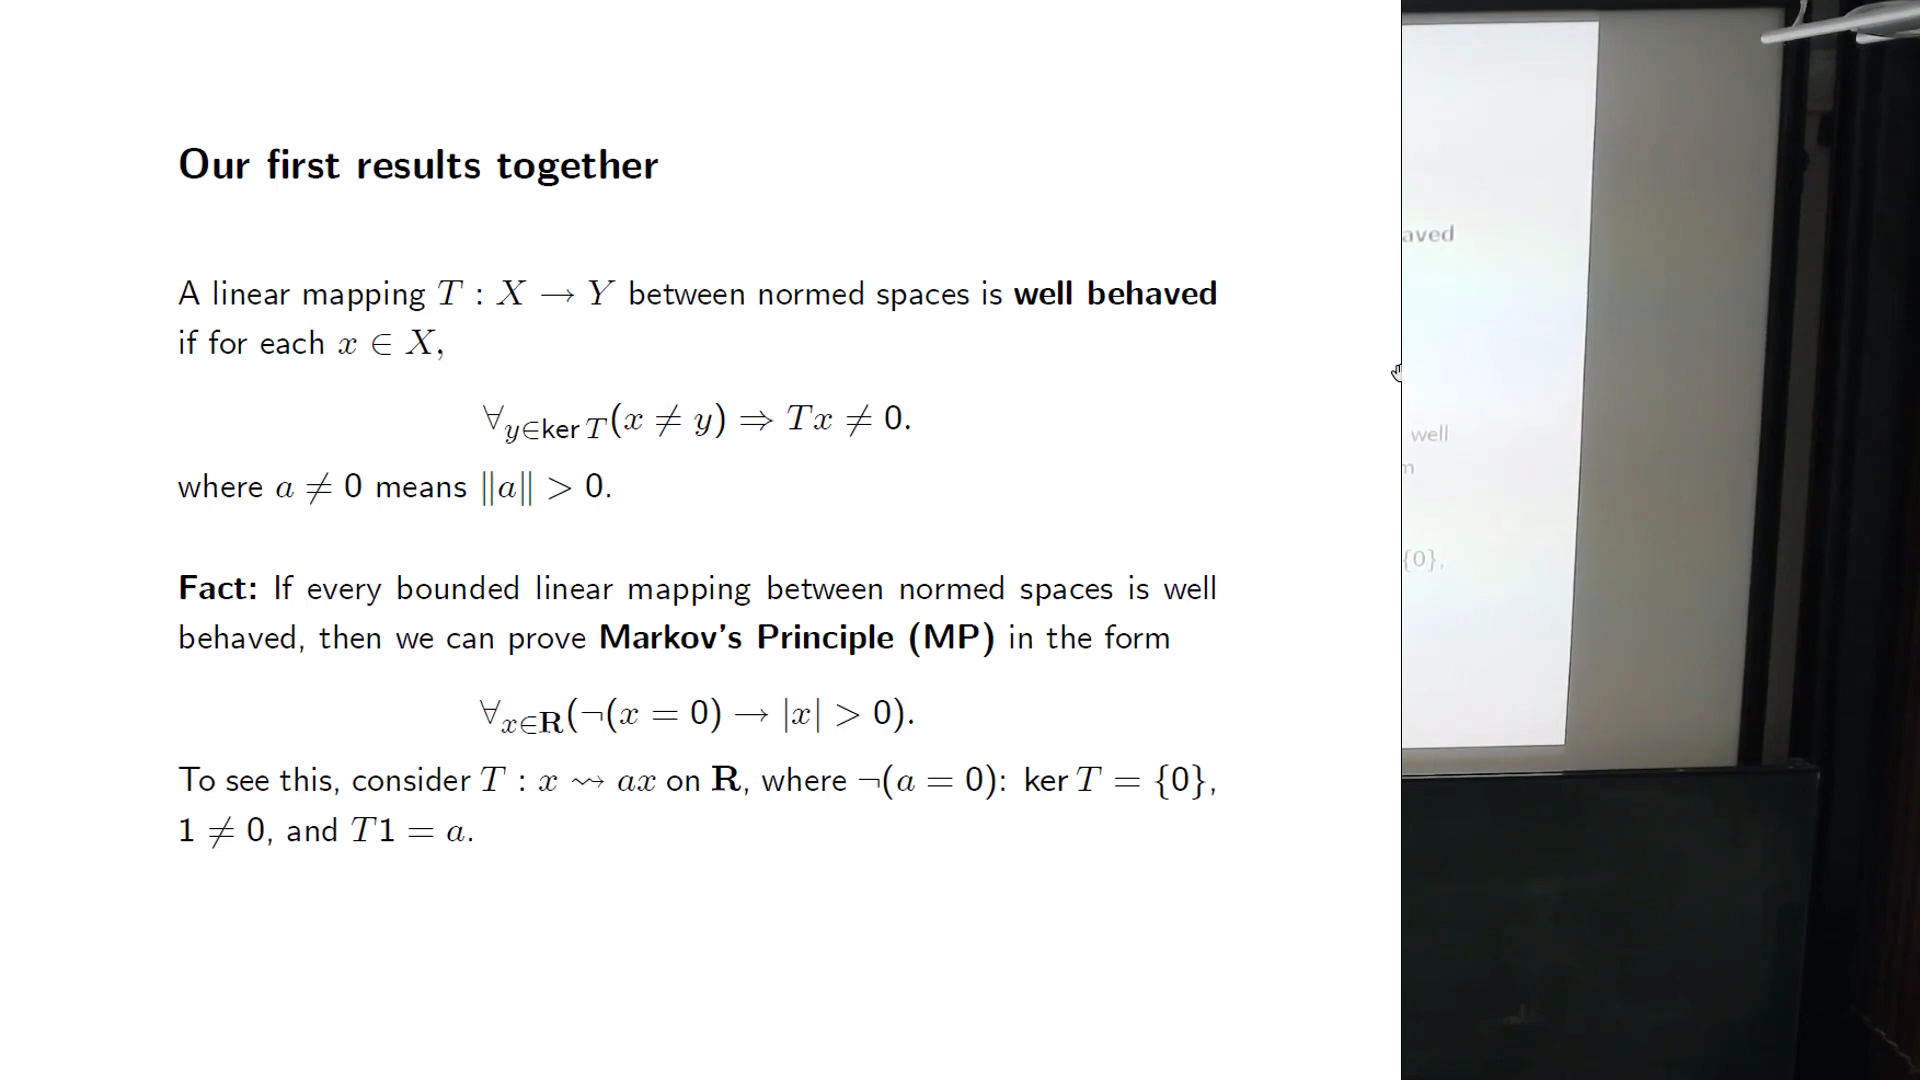 Our first results together
A linear mapping T : X → Y between normed spaces is well behaved
if for each x ∈ X,
∀y∈ker T(x ≠ y) ⇒ Tx ≠ 0.
where a ≠ 0 means ‖a‖ > 0.
Fact: If every bounded linear mapping between normed spaces is well
behaved, then we can prove Markov's Principle (MP) in the form
∀x∈R(¬(x = 0) → |x| > 0).
To see this, consider T : x ⇝ ax on R, where ¬(a = 0): ker T = {0},
1 ≠ 0, and T1 = a.
aved
well
m
{0},